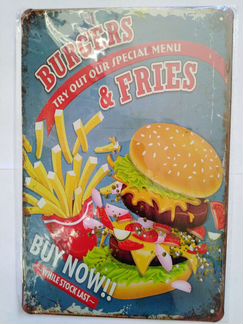 BURGERS
TRY OUT OUR SPECIAL MENU
& FRIES
BUY NOW!!
~ WHILE STOCK LAST ~